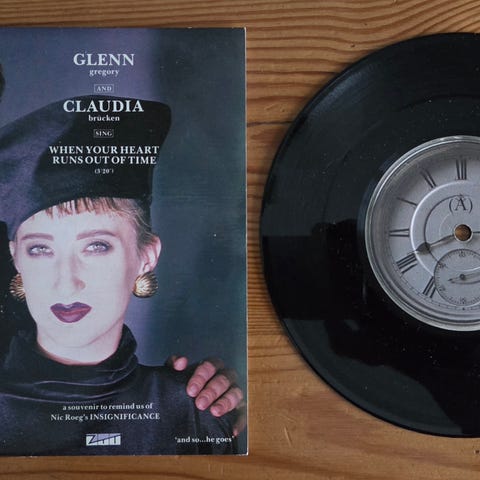 GLENN
gregory
AND
CLAUDIA
brücken
SING
WHEN YOUR HEART
RUNS OUT OF TIME
(3'20")
a souvenir to remind us of
Nic Roeg's INSIGNIFICANCE
'and so...he goes'
(A)